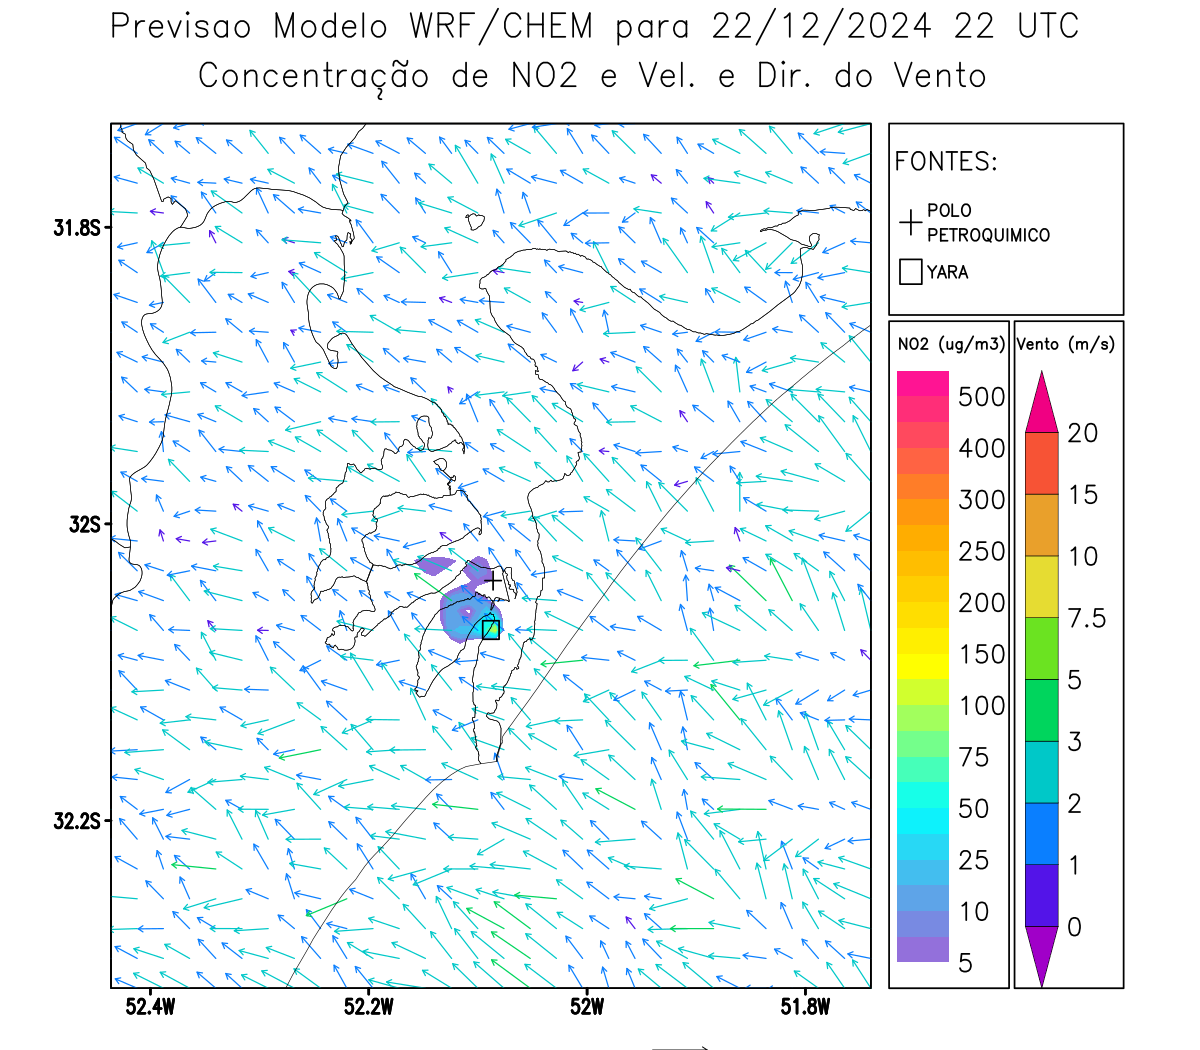 Previsao Modelo WRF/CHEM para 22/12/2024 22 UTC
Concentração de NO2 e Vel. e Dir. do Vento
FONTES:
POLO
PETROQUIMICO
YARA
NO2 (ug/m3)
500
400
300
250
200
150
100
75
50
25
10
5
Vento (m/s)
20
15
10
7.5
5
3
2
1
0
31.8S
32S
32.2S
52.4W
52.2W
52W
51.8W